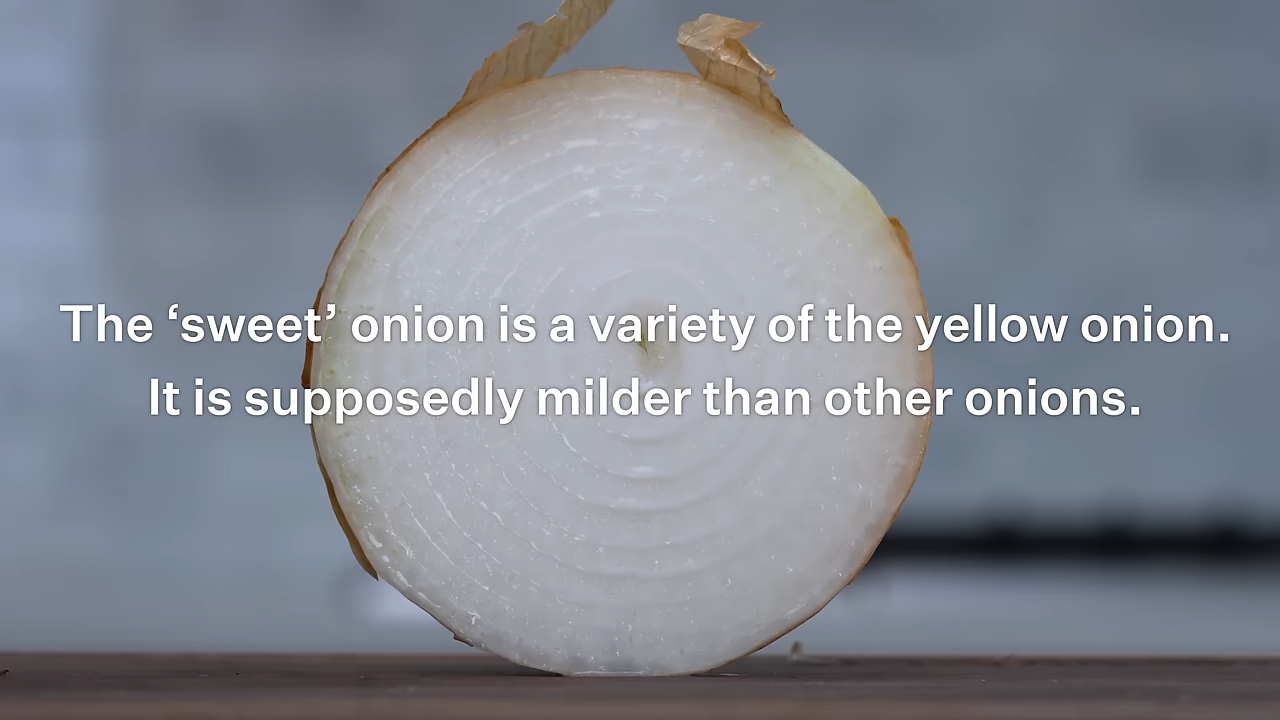 The ‘sweet’ onion is a variety of the yellow onion.
It is supposedly milder than other onions.